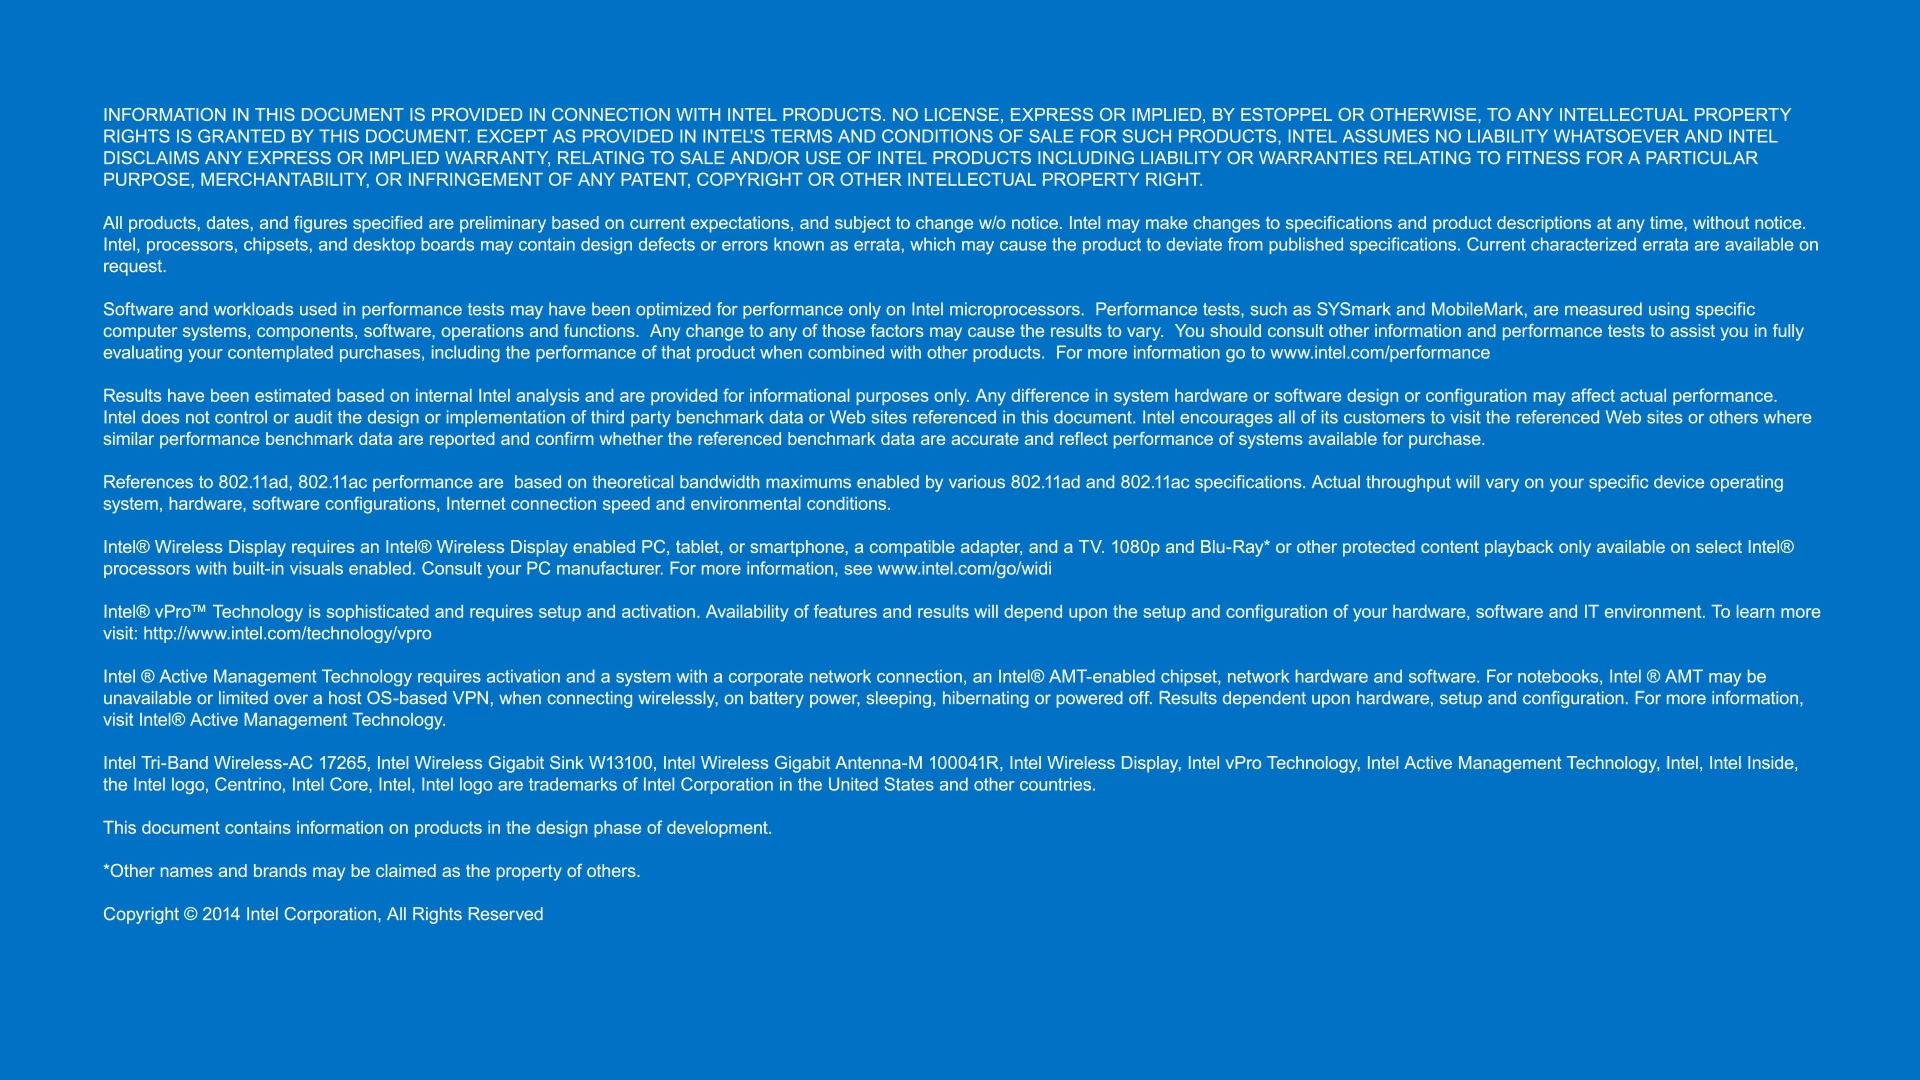 INFORMATION IN THIS DOCUMENT IS PROVIDED IN CONNECTION WITH INTEL PRODUCTS. NO LICENSE, EXPRESS OR IMPLIED, BY ESTOPPEL OR OTHERWISE, TO ANY INTELLECTUAL PROPERTY
RIGHTS IS GRANTED BY THIS DOCUMENT. EXCEPT AS PROVIDED IN INTEL'S TERMS AND CONDITIONS OF SALE FOR SUCH PRODUCTS, INTEL ASSUMES NO LIABILITY WHATSOEVER AND INTEL
DISCLAIMS ANY EXPRESS OR IMPLIED WARRANTY, RELATING TO SALE AND/OR USE OF INTEL PRODUCTS INCLUDING LIABILITY OR WARRANTIES RELATING TO FITNESS FOR A PARTICULAR
PURPOSE, MERCHANTABILITY, OR INFRINGEMENT OF ANY PATENT, COPYRIGHT OR OTHER INTELLECTUAL PROPERTY RIGHT.
All products, dates, and figures specified are preliminary based on current expectations, and subject to change w/o notice. Intel may make changes to specifications and product descriptions at any time, without notice.
Intel, processors, chipsets, and desktop boards may contain design defects or errors known as errata, which may cause the product to deviate from published specifications. Current characterized errata are available on
request.
Software and workloads used in performance tests may have been optimized for performance only on Intel microprocessors.  Performance tests, such as SYSmark and MobileMark, are measured using specific
computer systems, components, software, operations and functions.  Any change to any of those factors may cause the results to vary.  You should consult other information and performance tests to assist you in fully
evaluating your contemplated purchases, including the performance of that product when combined with other products.  For more information go to www.intel.com/performance
Results have been estimated based on internal Intel analysis and are provided for informational purposes only. Any difference in system hardware or software design or configuration may affect actual performance.
Intel does not control or audit the design or implementation of third party benchmark data or Web sites referenced in this document. Intel encourages all of its customers to visit the referenced Web sites or others where
similar performance benchmark data are reported and confirm whether the referenced benchmark data are accurate and reflect performance of systems available for purchase.
References to 802.11ad, 802.11ac performance are  based on theoretical bandwidth maximums enabled by various 802.11ad and 802.11ac specifications. Actual throughput will vary on your specific device operating
system, hardware, software configurations, Internet connection speed and environmental conditions.
Intel® Wireless Display requires an Intel® Wireless Display enabled PC, tablet, or smartphone, a compatible adapter, and a TV. 1080p and Blu-Ray* or other protected content playback only available on select Intel®
processors with built-in visuals enabled. Consult your PC manufacturer. For more information, see www.intel.com/go/widi
Intel® vPro™ Technology is sophisticated and requires setup and activation. Availability of features and results will depend upon the setup and configuration of your hardware, software and IT environment. To learn more
visit: http://www.intel.com/technology/vpro
Intel ® Active Management Technology requires activation and a system with a corporate network connection, an Intel® AMT-enabled chipset, network hardware and software. For notebooks, Intel ® AMT may be
unavailable or limited over a host OS-based VPN, when connecting wirelessly, on battery power, sleeping, hibernating or powered off. Results dependent upon hardware, setup and configuration. For more information,
visit Intel® Active Management Technology.
Intel Tri-Band Wireless-AC 17265, Intel Wireless Gigabit Sink W13100, Intel Wireless Gigabit Antenna-M 100041R, Intel Wireless Display, Intel vPro Technology, Intel Active Management Technology, Intel, Intel Inside,
the Intel logo, Centrino, Intel Core, Intel, Intel logo are trademarks of Intel Corporation in the United States and other countries.
This document contains information on products in the design phase of development.
*Other names and brands may be claimed as the property of others.
Copyright © 2014 Intel Corporation, All Rights Reserved